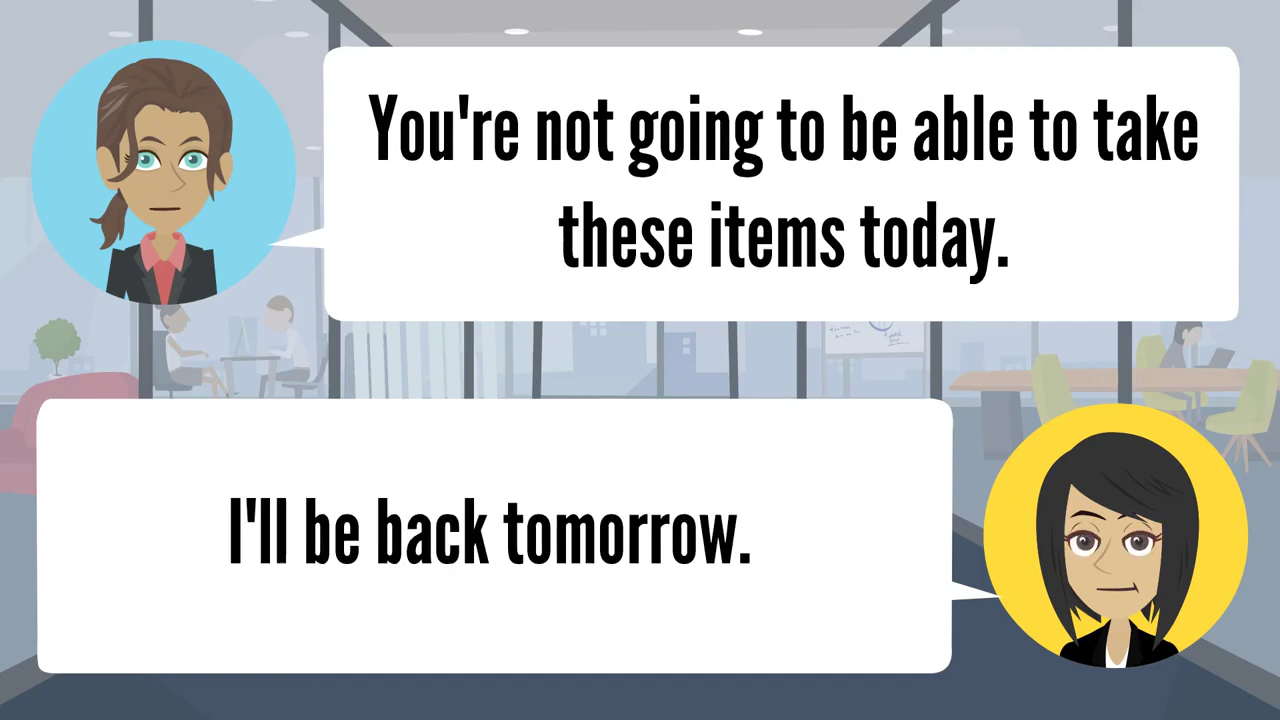 You're not going to be able to take
these items today.
I'll be back tomorrow.